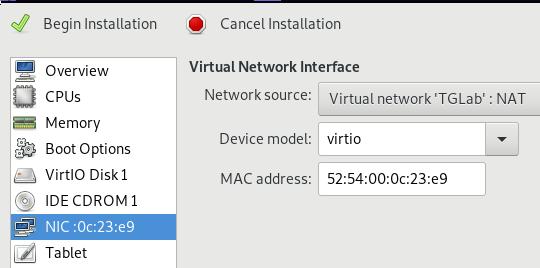 Begin Installation
Cancel Installation
Overview
CPUs
Memory
Boot Options
VirtIO Disk 1
IDE CDROM 1
NIC :0c:23:e9
Tablet
Virtual Network Interface
Network source: Virtual network 'TGLab' : NAT
Device model: virtio
MAC address: 52:54:00:0c:23:e9